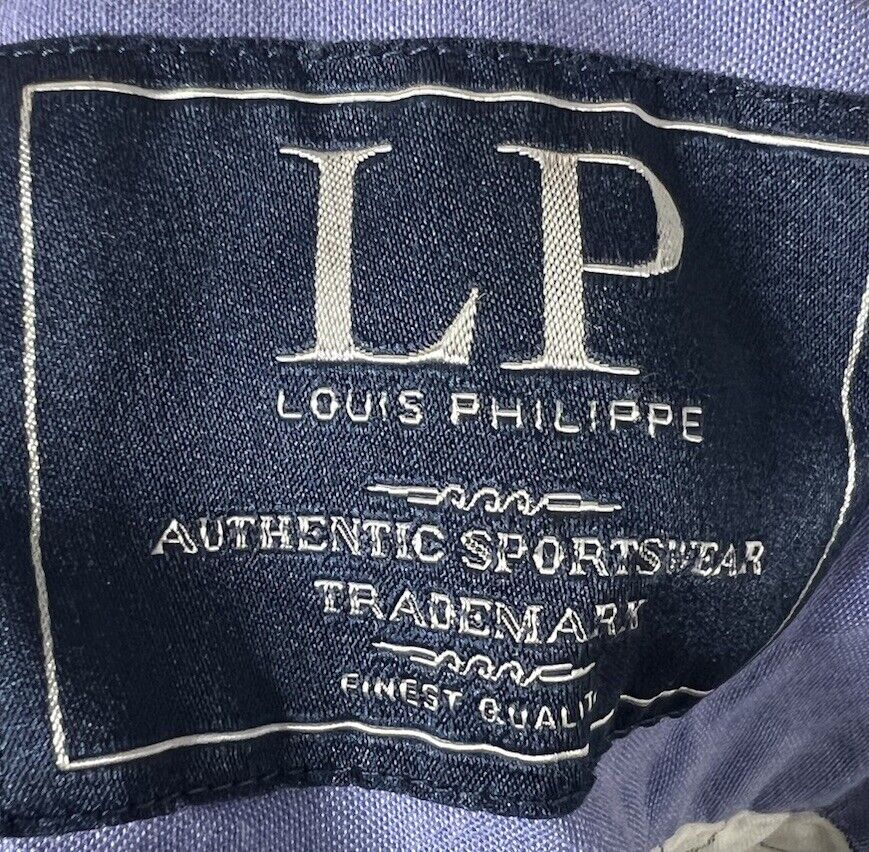 LP
LOUIS PHILIPPE
AUTHENTIC SPORTSWEAR
TRADEMARK
FINEST QUALIT